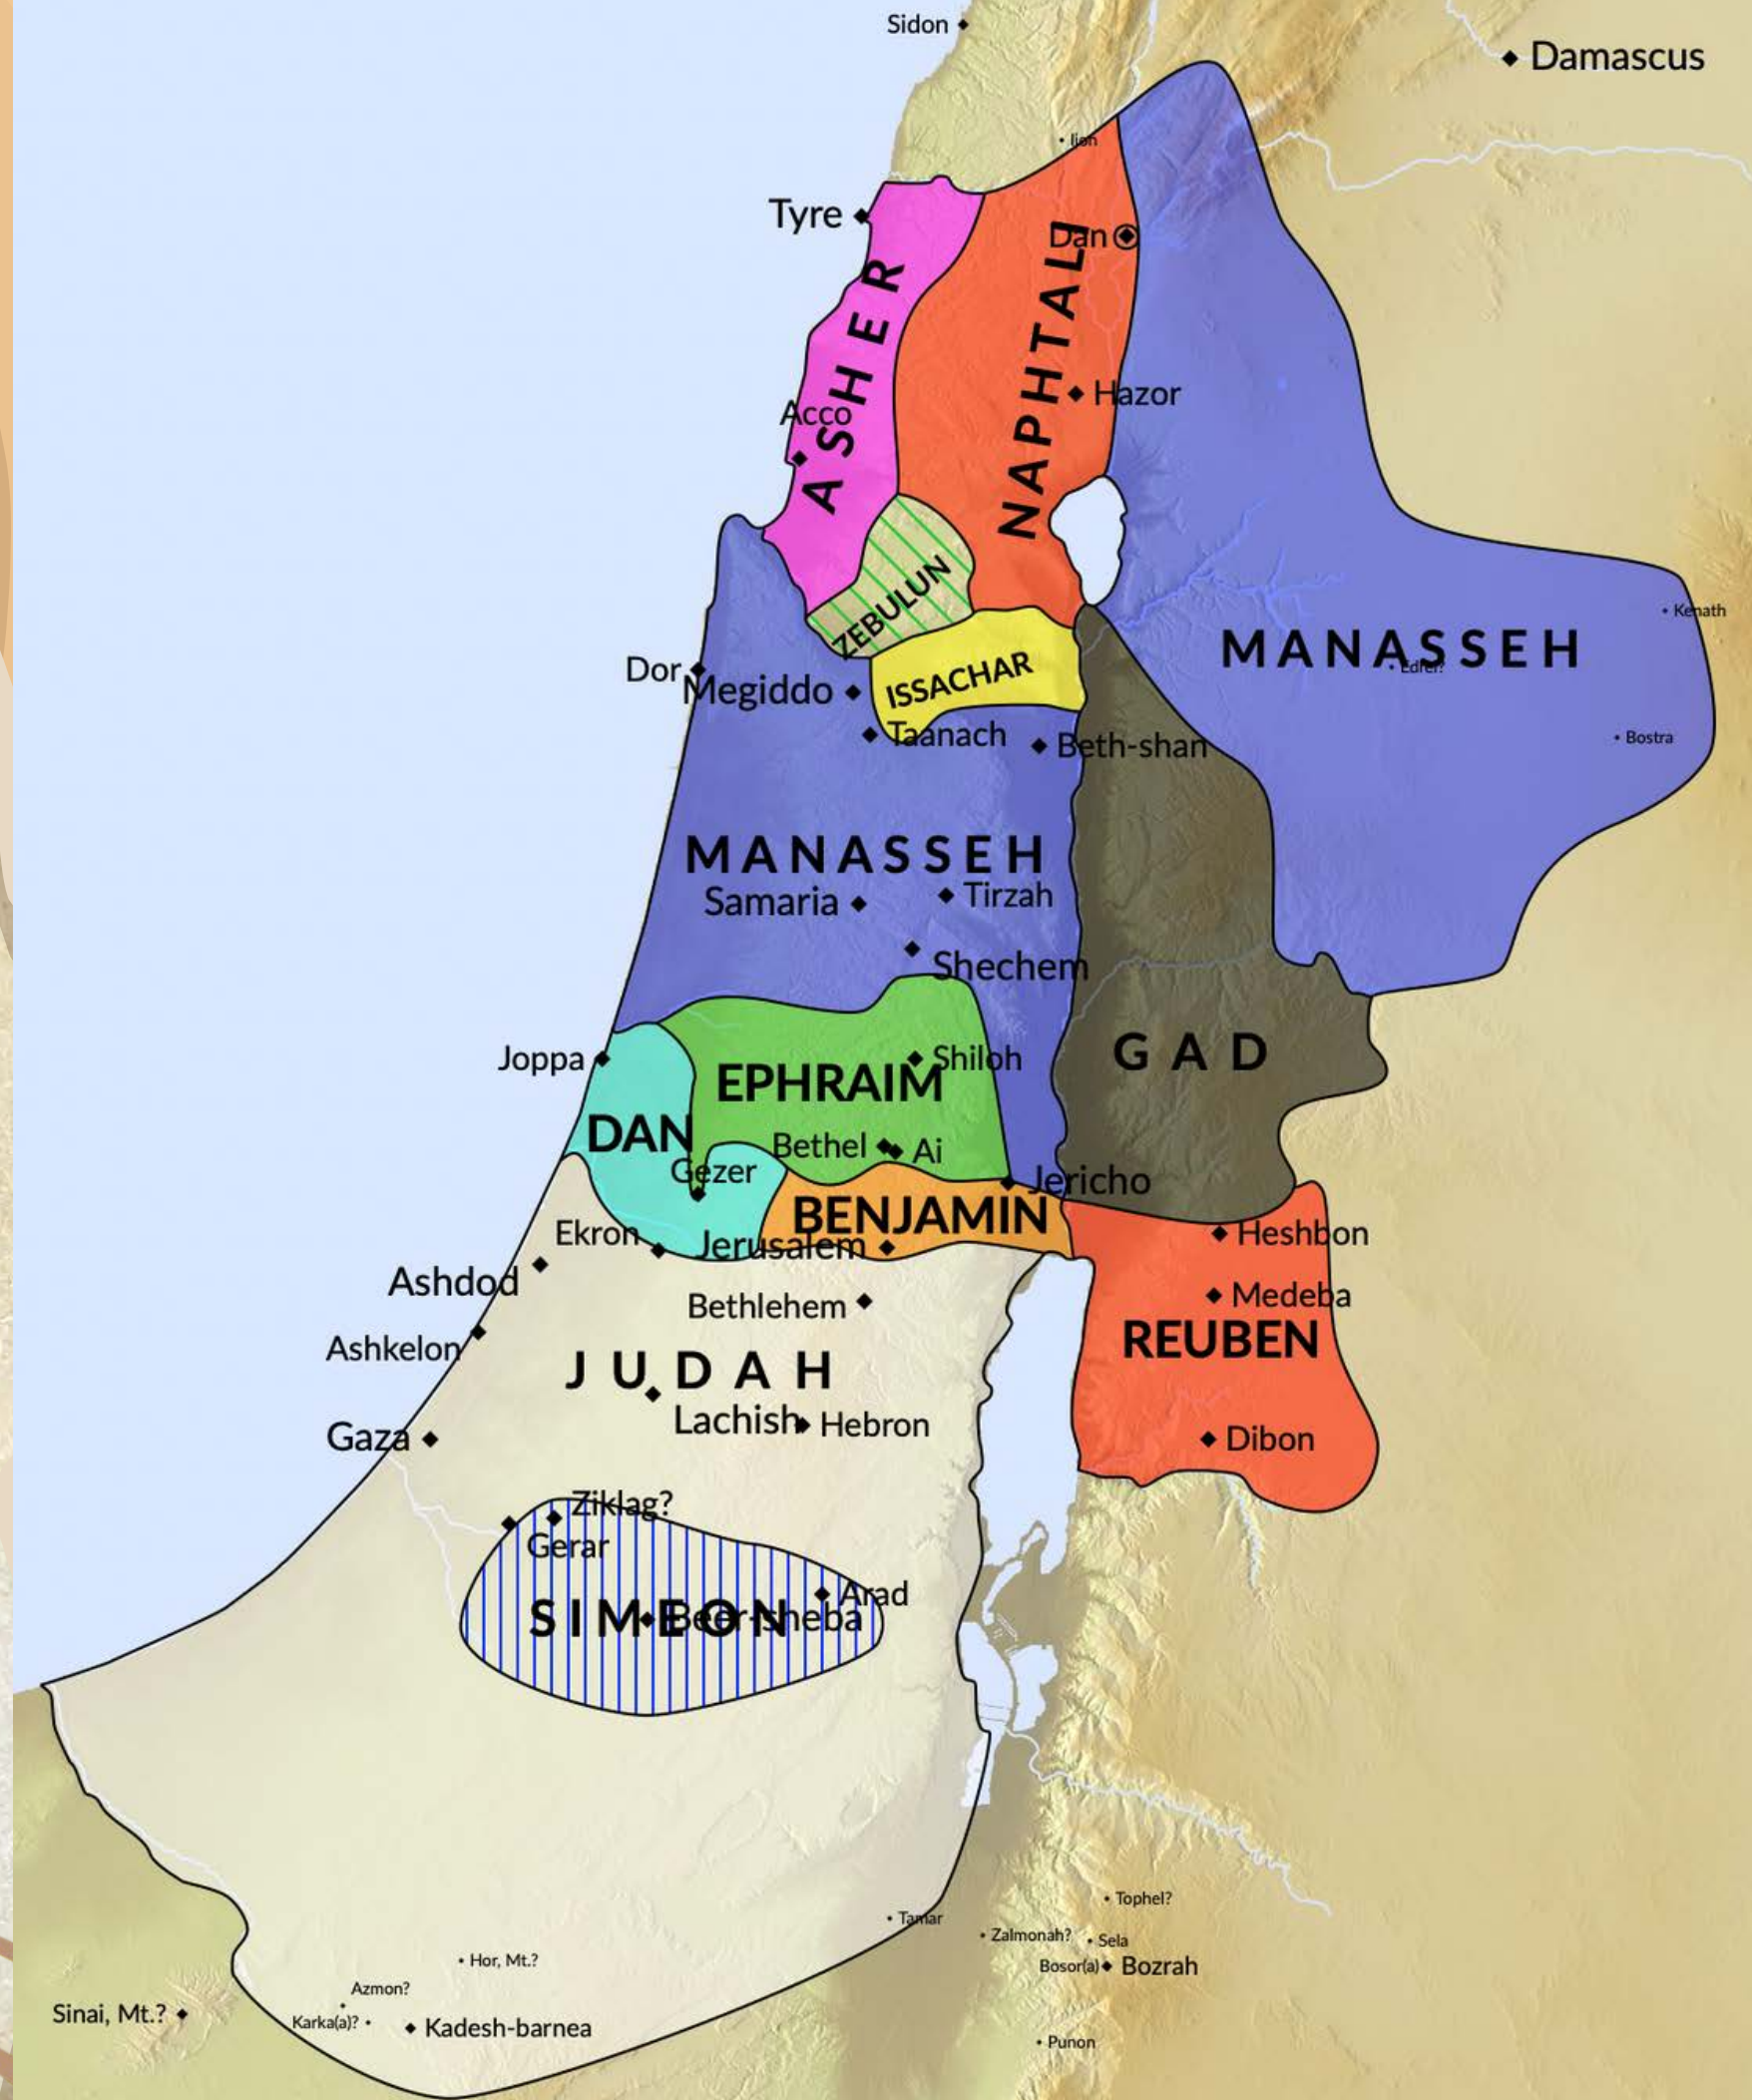 Sidon
Damascus
Ijon
Tyre
Dan
ASHER
NAPHTALI
Hazor
Acco
ZEBULUN
Kenath
MANASSEH
Edrei?
Dor
Megiddo
ISSACHAR
Taanach
Beth-shan
Bostra
MANASSEH
Samaria
Tirzah
Shechem
Joppa
EPHRAIM
Shiloh
GAD
DAN
Bethel
Ai
Gezer
Jericho
BENJAMIN
Ekron
Jerusalem
Heshbon
Ashdod
Bethlehem
Medeba
Ashkelon
REUBEN
JUDAH
Lachish
Hebron
Gaza
Dibon
Ziklag?
Gerar
Arad
SIMEON
Beer-sheba
Tophel?
Tamar
Zalmonah?
Sela
Hor, Mt.?
Bosor(a)
Bozrah
Azmon?
Sinai, Mt.?
Karka(a)?
Kadesh-barnea
Punon